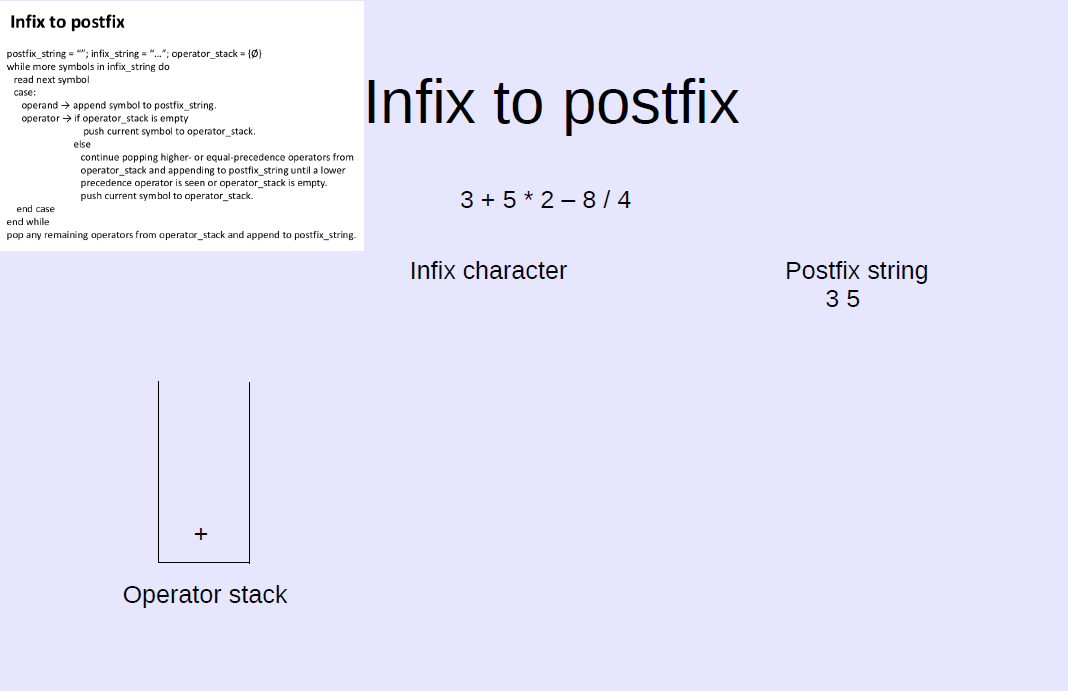 Infix to postfix
postfix_string = “”; infix_string = “…”; operator_stack = {Ø}
while more symbols in infix_string do
read next symbol
case:
operand → append symbol to postfix_string.
operator → if operator_stack is empty
push current symbol to operator_stack.
else
continue popping higher- or equal-precedence operators from
operator_stack and appending to postfix_string until a lower
precedence operator is seen or operator_stack is empty.
push current symbol to operator_stack.
end case
end while
pop any remaining operators from operator_stack and append to postfix_string.
Infix to postfix
3 + 5 * 2 – 8 / 4
Infix character
Postfix string
3 5
+
Operator stack